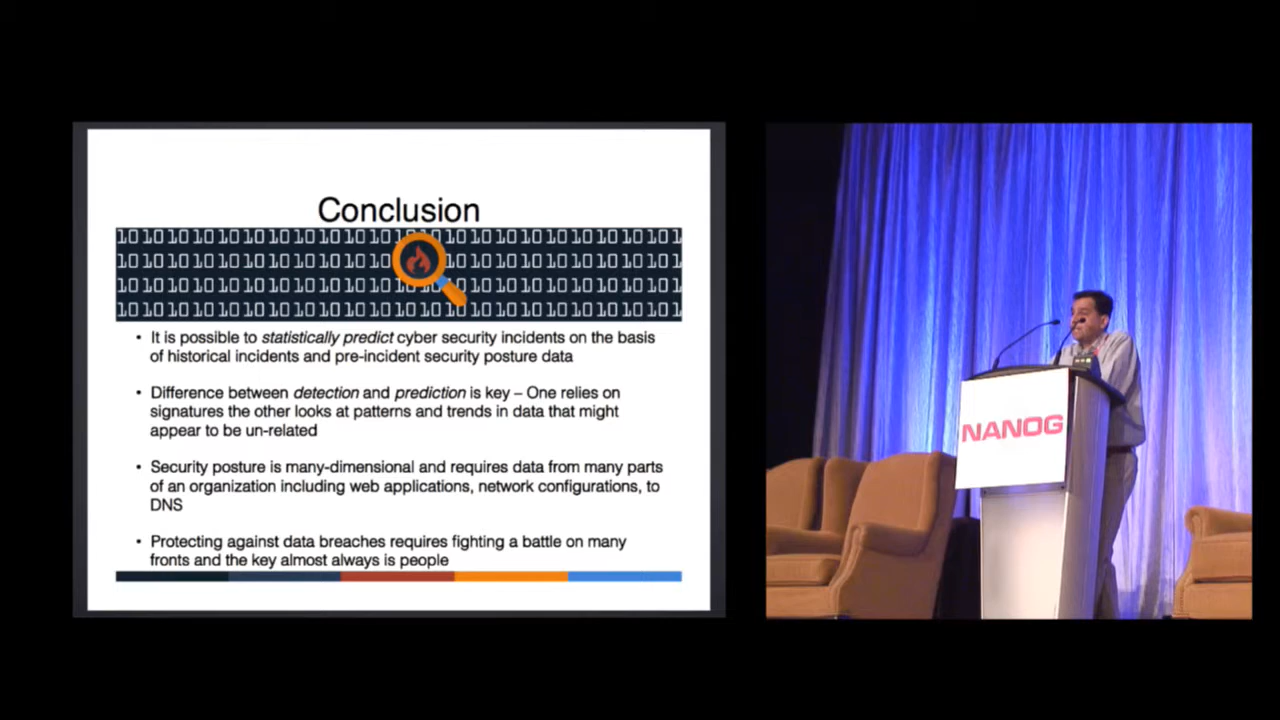 Conclusion
It is possible to statistically predict cyber security incidents on the basis
of historical incidents and pre-incident security posture data
Difference between detection and prediction is key – One relies on
signatures the other looks at patterns and trends in data that might
appear to be un-related
Security posture is many-dimensional and requires data from many parts
of an organization including web applications, network configurations, to
DNS
Protecting against data breaches requires fighting a battle on many
fronts and the key almost always is people
NANOG